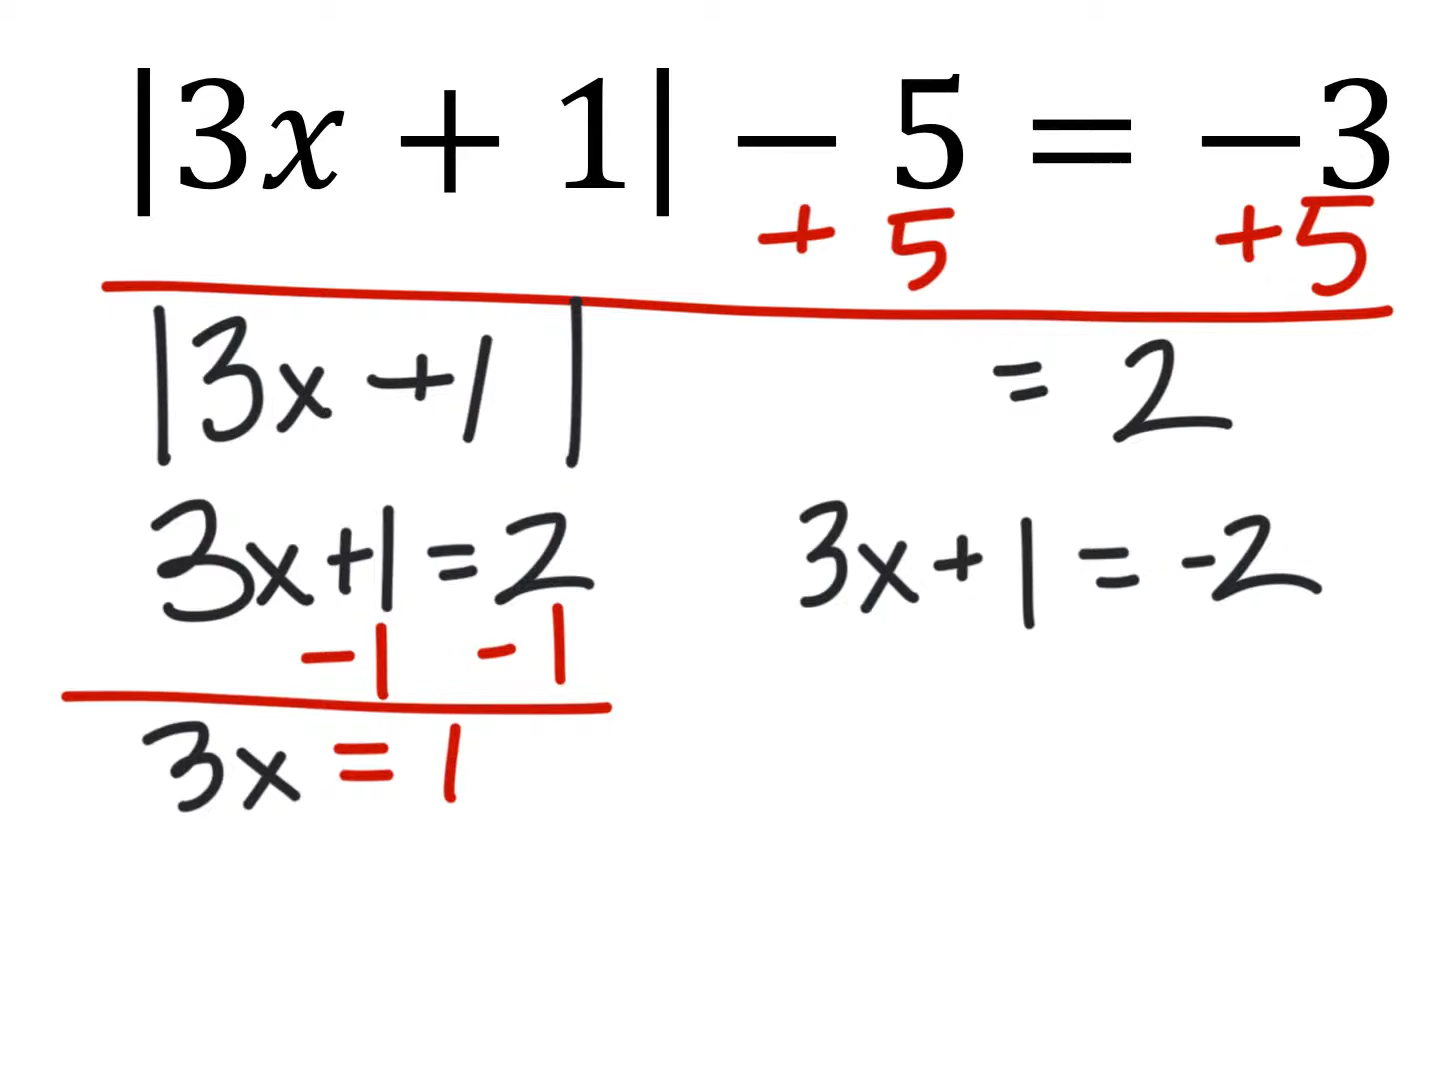 |3x + 1| − 5 = −3
+ 5 +5
|3x +1| = 2
3x+1 = 2 3x+1 = -2
-1 -1
3x = 1